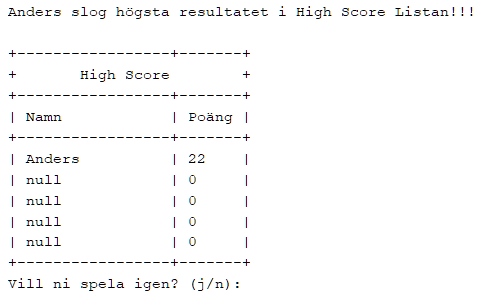 Anders slog högsta resultatet i High Score Listan!!!
+-----------------+-------+
+       High Score        +
+-----------------+-------+
| Namn            | Poäng |
+-----------------+-------+
| Anders          | 22    |
| null            | 0     |
| null            | 0     |
| null            | 0     |
| null            | 0     |
+-----------------+-------+
Vill ni spela igen? (j/n):